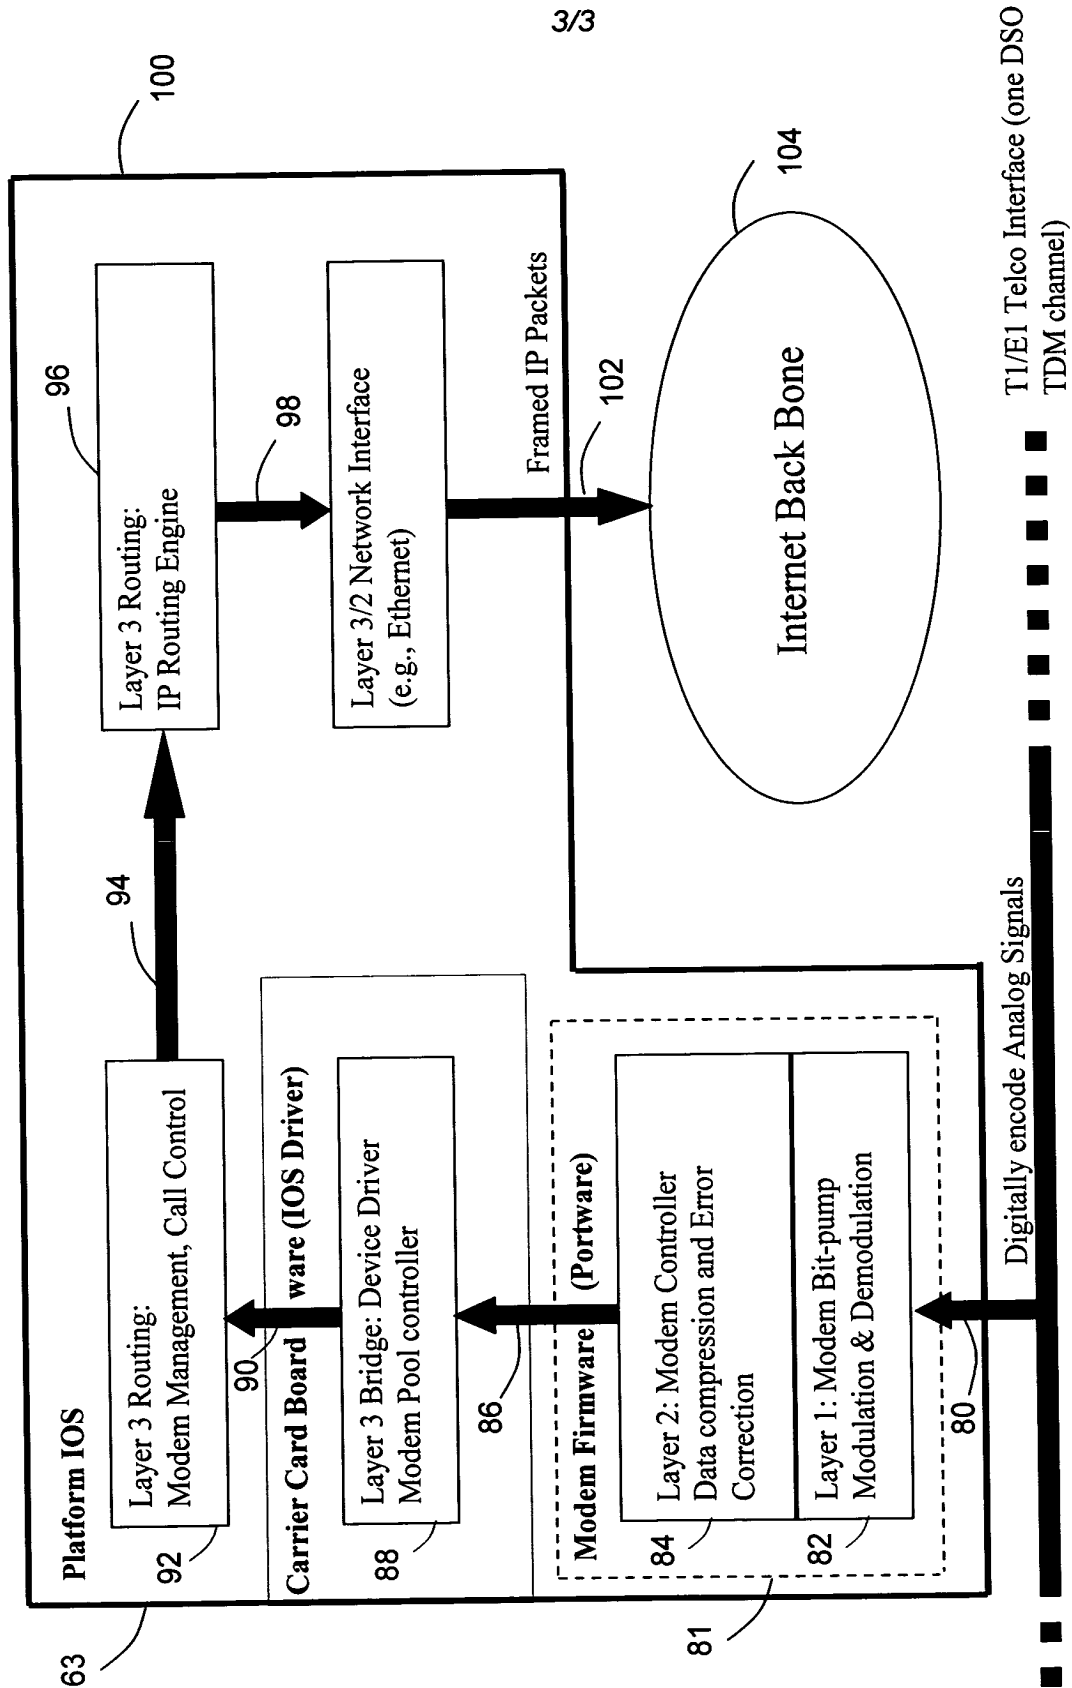 3/3
100
63
Platform IOS
92
Layer 3 Routing:
Modem Management, Call Control
94
96
Layer 3 Routing:
IP Routing Engine
90
98
Carrier Card Board ware (IOS Driver)
88
Layer 3 Bridge: Device Driver
Modem Pool controller
Layer 3/2 Network Interface
(e.g., Ethernet)
86
Framed IP Packets
102
Modem Firmware (Portware)
84
Layer 2: Modem Controller
Data compression and Error
Correction
82
Layer 1: Modem Bit-pump
Modulation & Demodulation
81
104
Internet Back Bone
80
Digitally encode Analog Signals
T1/E1 Telco Interface (one DSO
TDM channel)